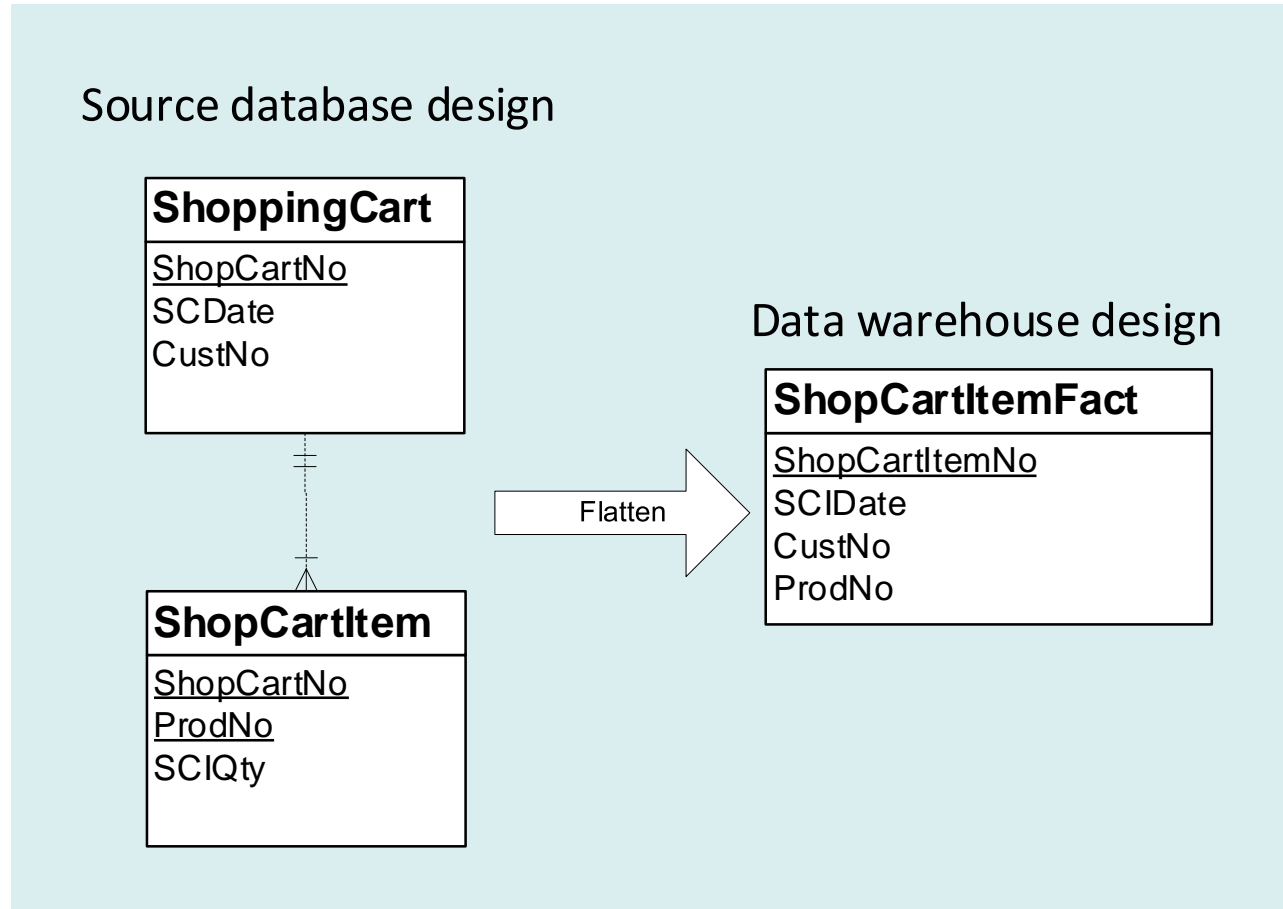 Source database design
ShoppingCart
ShopCartNo
SCDate
CustNo
ShopCartItem
ShopCartNo
ProdNo
SCIQty
Flatten
Data warehouse design
ShopCartItemFact
ShopCartItemNo
SCIDate
CustNo
ProdNo